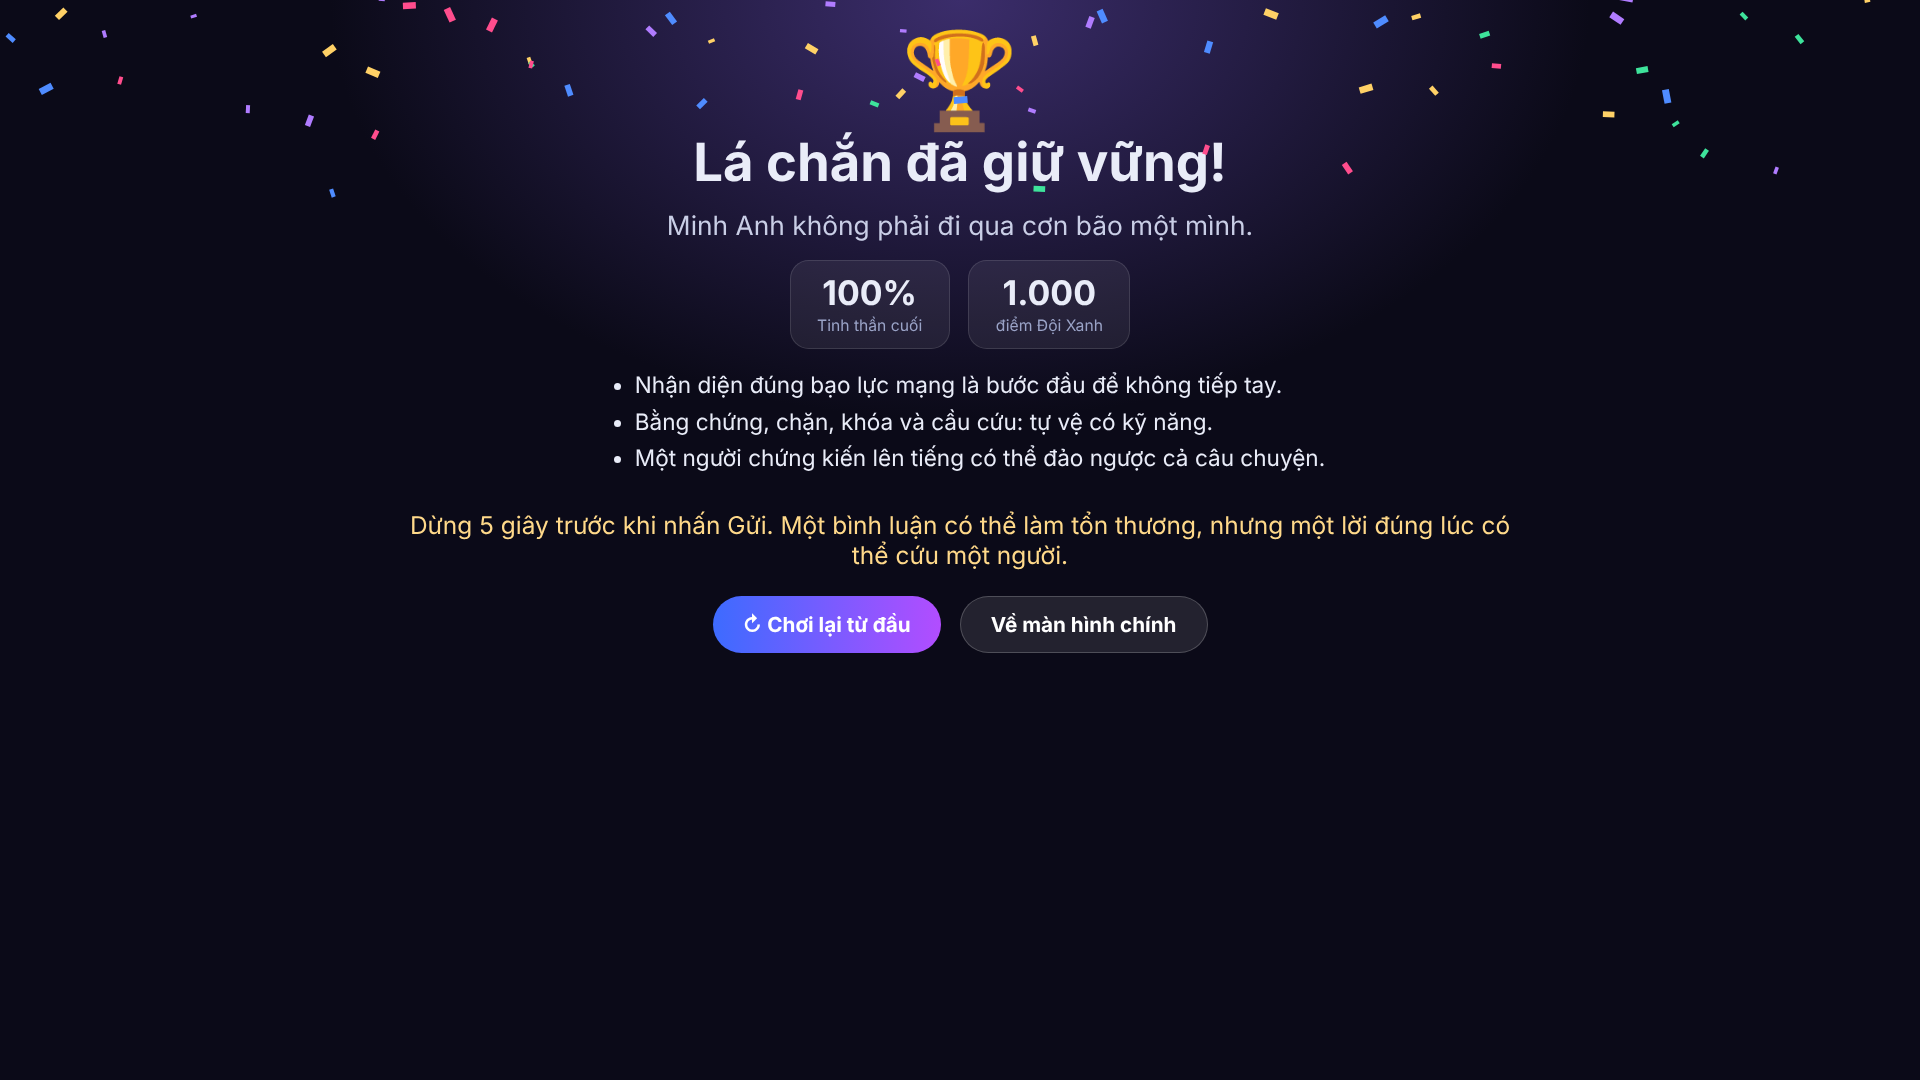 Lá chắn đã giữ vững!
Minh Anh không phải đi qua cơn bão một mình.
100%
Tinh thần cuối
1.000
điểm Đội Xanh
• Nhận diện đúng bạo lực mạng là bước đầu để không tiếp tay.
• Bằng chứng, chặn, khóa và cầu cứu: tự vệ có kỹ năng.
• Một người chứng kiến lên tiếng có thể đảo ngược cả câu chuyện.
Dừng 5 giây trước khi nhấn Gửi. Một bình luận có thể làm tổn thương, nhưng một lời đúng lúc có
thể cứu một người.
↻ Chơi lại từ đầu
Về màn hình chính